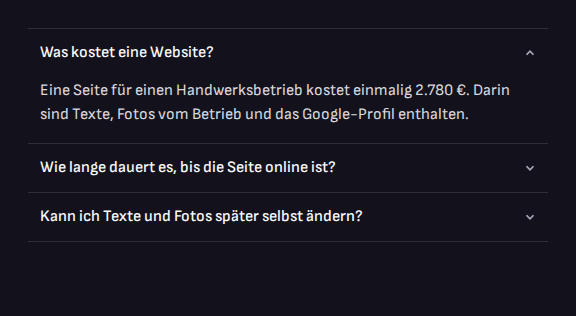 Was kostet eine Website?
Eine Seite für einen Handwerksbetrieb kostet einmalig 2.780 €. Darin
sind Texte, Fotos vom Betrieb und das Google-Profil enthalten.
Wie lange dauert es, bis die Seite online ist?
Kann ich Texte und Fotos später selbst ändern?